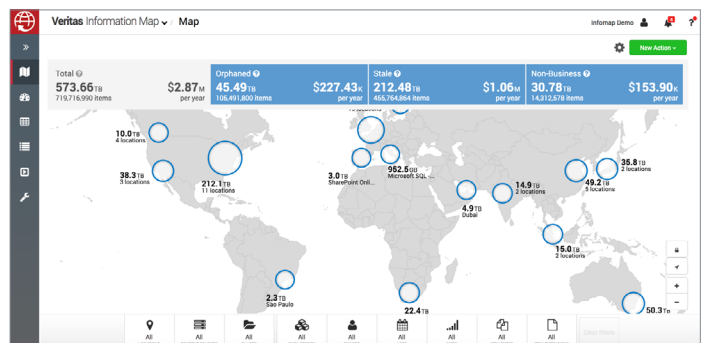 Veritas Information Map / Map
Infomap Demo
?
»
New Action
Total ?
573.66TB
719,716,990 items
$2.87M
per year
Orphaned ?
45.49TB
106,491,800 items
$227.43K
per year
Stale ?
212.48TB
455,764,864 items
$1.06M
per year
Non-Business ?
30.78TB
14,312,578 items
$153.90K
per year
10.0TB
4 locations
38.3TB
3 locations
212.1TB
11 locations
3.0TB
SharePoint Onli...
952.5GB
Microsoft SQL -...
4.9TB
Dubai
14.9TB
2 locations
49.2TB
5 locations
35.8TB
2 locations
15.0TB
2 locations
2.3TB
Sao Paulo
22.4TB
50.3TB
+
−
All
All
All
All
All
All
All
All
All